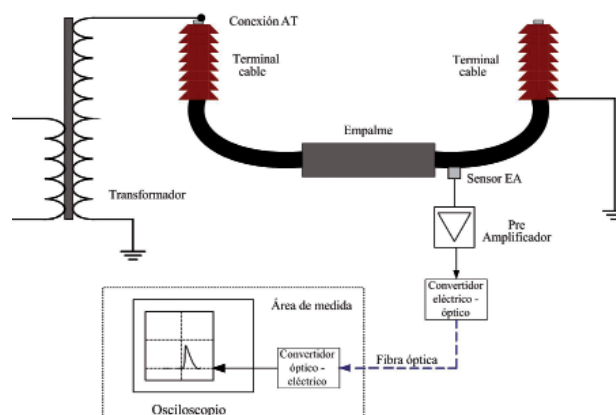 Conexión AT
Terminal
cable
Terminal
cable
Empalme
Sensor EA
Transformador
Pre
Amplificador
Convertidor
eléctrico -
óptico
Área de medida
Fibra óptica
Convertidor
óptico -
eléctrico
Osciloscopio